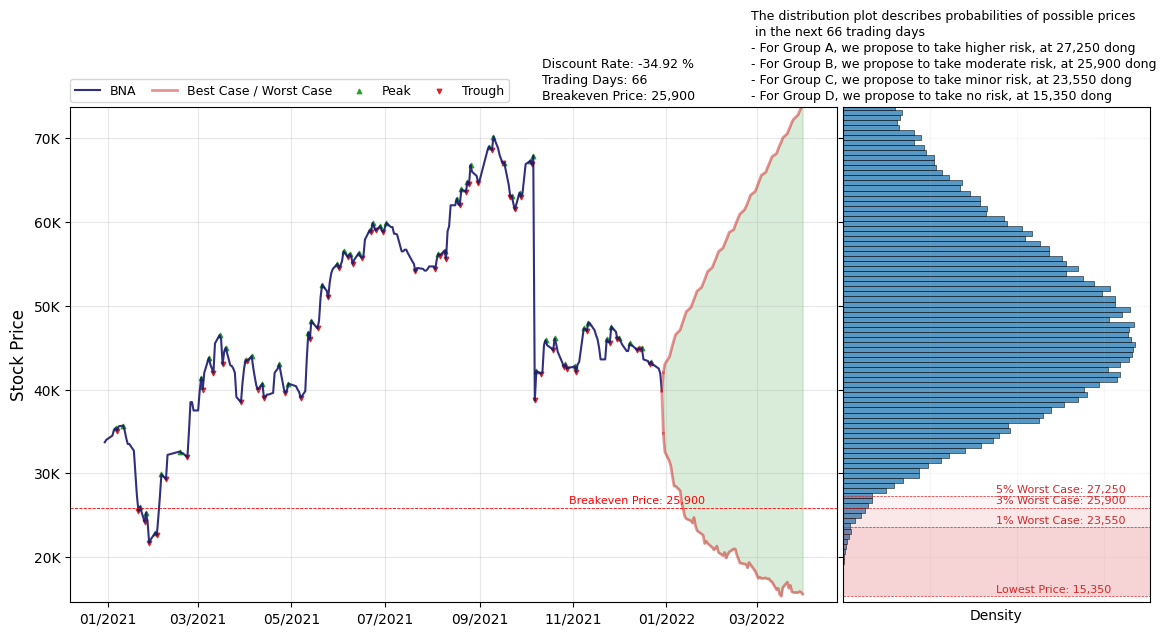 The distribution plot describes probabilities of possible prices
in the next 66 trading days
- For Group A, we propose to take higher risk, at 27,250 dong
- For Group B, we propose to take moderate risk, at 25,900 dong
- For Group C, we propose to take minor risk, at 23,550 dong
- For Group D, we propose to take no risk, at 15,350 dong
Discount Rate: -34.92 %
Trading Days: 66
Breakeven Price: 25,900
BNA Best Case / Worst Case Peak Trough
Stock Price
70K
60K
50K
40K
30K
20K
Breakeven Price: 25,900
5% Worst Case: 27,250
3% Worst Case: 25,900
1% Worst Case: 23,550
Lowest Price: 15,350
01/2021 03/2021 05/2021 07/2021 09/2021 11/2021 01/2022 03/2022
Density